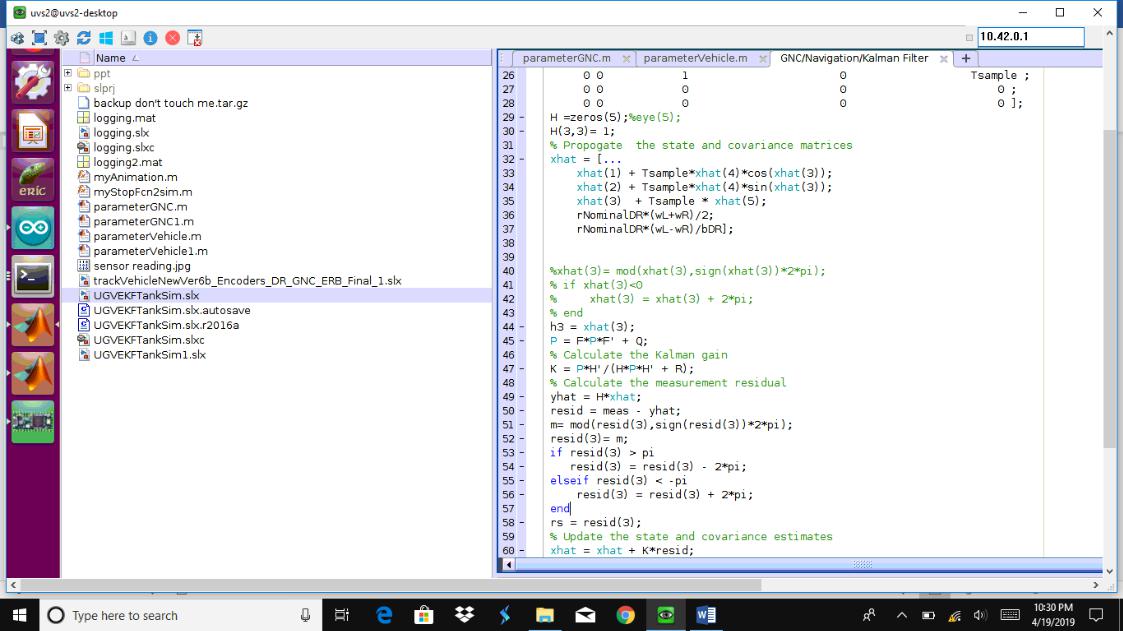 uvs2@uvs2-desktop
10.42.0.1
Name
ppt
slprj
backup don't touch me.tar.gz
logging.mat
logging.slx
logging.slxc
logging2.mat
myAnimation.m
myStopFcn2sim.m
parameterGNC.m
parameterGNC1.m
parameterVehicle.m
parameterVehicle1.m
sensor reading.jpg
trackVehicleNewVer6b_Encoders_DR_GNC_ERB_Final_1.slx
UGVEKFTankSim.slx
UGVEKFTankSim.slx.autosave
UGVEKFTankSim.slx.r2016a
UGVEKFTankSim.slxc
UGVEKFTankSim1.slx
eric
parameterGNC.m parameterVehicle.m GNC/Navigation/Kalman Filter
26 0 0 1 0 Tsample ;
27 0 0 0 0 0 ;
28 0 0 0 0 0 ];
29 - H =zeros(5);%eye(5);
30 - H(3,3)= 1;
31 % Propogate the state and covariance matrices
32 - xhat = [...
33 xhat(1) + Tsample*xhat(4)*cos(xhat(3));
34 xhat(2) + Tsample*xhat(4)*sin(xhat(3));
35 xhat(3) + Tsample * xhat(5);
36 rNominalDR*(wL+wR)/2;
37 rNominalDR*(wL-wR)/bDR];
38
39
40 %xhat(3)= mod(xhat(3),sign(xhat(3))*2*pi);
41 % if xhat(3)<0
42 % xhat(3) = xhat(3) + 2*pi;
43 % end
44 - h3 = xhat(3);
45 - P = F*P*F' + Q;
46 % Calculate the Kalman gain
47 - K = P*H'/(H*P*H' + R);
48 % Calculate the measurement residual
49 - yhat = H*xhat;
50 - resid = meas - yhat;
51 - m= mod(resid(3),sign(resid(3))*2*pi);
52 - resid(3)= m;
53 - if resid(3) > pi
54 - resid(3) = resid(3) - 2*pi;
55 - elseif resid(3) < -pi
56 - resid(3) = resid(3) + 2*pi;
57 end
58 - rs = resid(3);
59 % Update the state and covariance estimates
60 - xhat = xhat + K*resid;
Type here to search
10:30 PM
4/19/2019